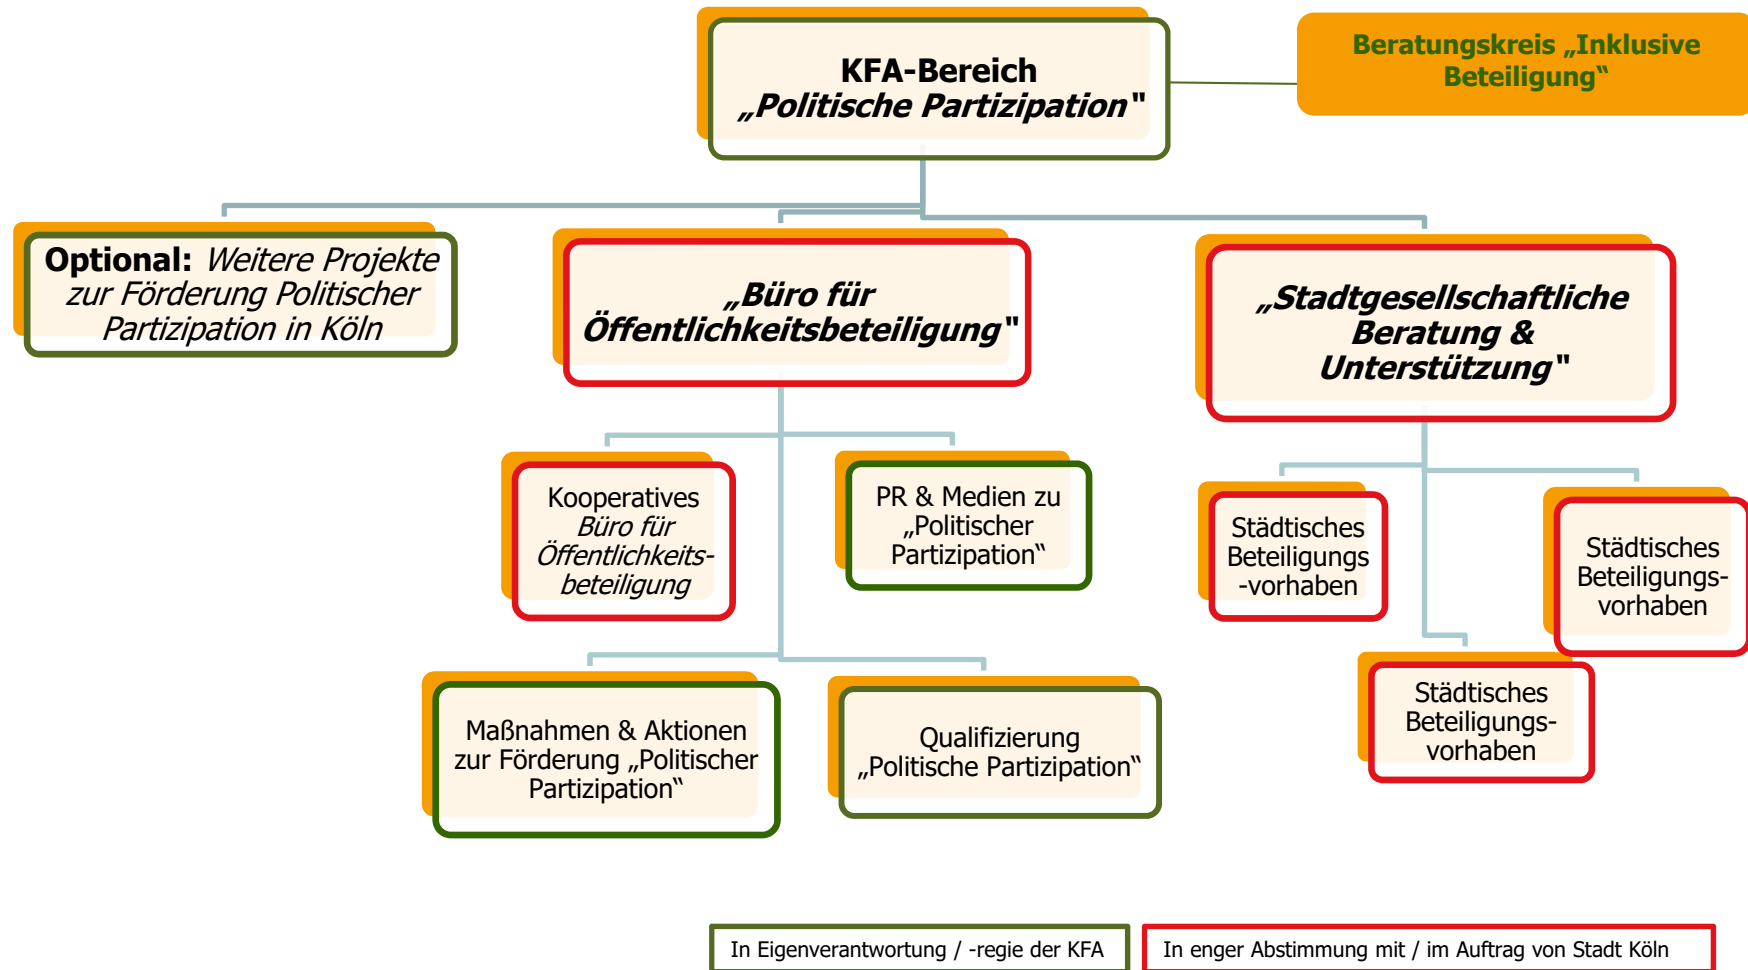 KFA-Bereich
„Politische Partizipation"
Beratungskreis „Inklusive
Beteiligung“
Optional: Weitere Projekte
zur Förderung Politischer
Partizipation in Köln
„Büro für
Öffentlichkeitsbeteiligung"
„Stadtgesellschaftliche
Beratung &
Unterstützung"
Kooperatives
Büro für
Öffentlichkeits-
beteiligung
PR & Medien zu
„Politischer
Partizipation“
Städtisches
Beteiligungs
-vorhaben
Städtisches
Beteiligungs-
vorhaben
Maßnahmen & Aktionen
zur Förderung „Politischer
Partizipation“
Qualifizierung
„Politische Partizipation“
Städtisches
Beteiligungs-
vorhaben
In Eigenverantwortung / -regie der KFA
In enger Abstimmung mit / im Auftrag von Stadt Köln